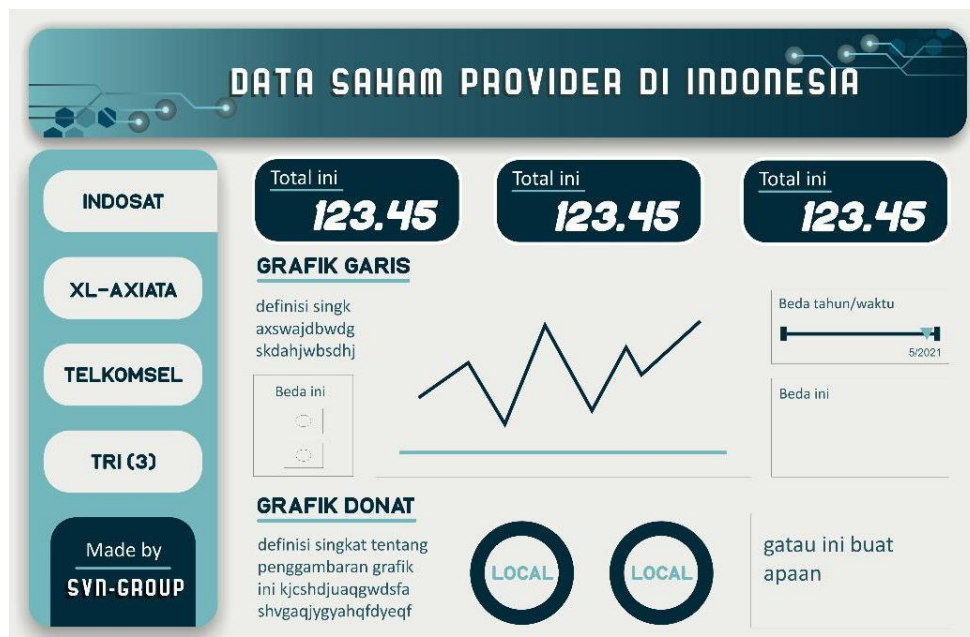 DATA SAHAM PROVIDER DI INDONESIA
INDOSAT
XL-AXIATA
TELKOMSEL
TRI (3)
Made by
SVN-GROUP
Total ini
123.45
Total ini
123.45
Total ini
123.45
GRAFIK GARIS
definisi singk
axswajdbwdg
skdahjwbsdhj
Beda ini
Beda tahun/waktu
5/2021
Beda ini
GRAFIK DONAT
definisi singkat tentang
penggambaran grafik
ini kjcshdjuaqgwdsfa
shvgaqjygyahqfdyeqf
LOCAL
LOCAL
gatau ini buat
apaan